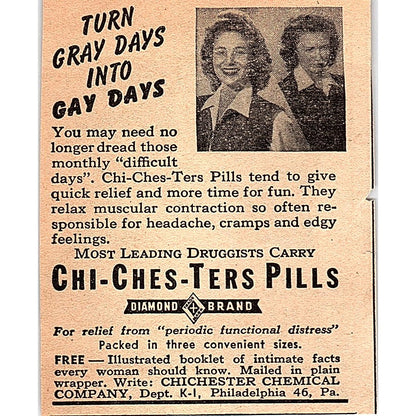 TURN
GRAY DAYS
INTO
GAY DAYS
You may need no
longer dread those
monthly “difficult
days”. Chi-Ches-Ters Pills tend to give
quick relief and more time for fun. They
relax muscular contraction so often re-
sponsible for headache, cramps and edgy
feelings.
MOST LEADING DRUGGISTS CARRY
CHI-CHES-TERS PILLS
DIAMOND BRAND
For relief from “periodic functional distress”
Packed in three convenient sizes.
FREE — Illustrated booklet of intimate facts
every woman should know. Mailed in plain
wrapper. Write: CHICHESTER CHEMICAL
COMPANY, Dept. K-1, Philadelphia 46, Pa.